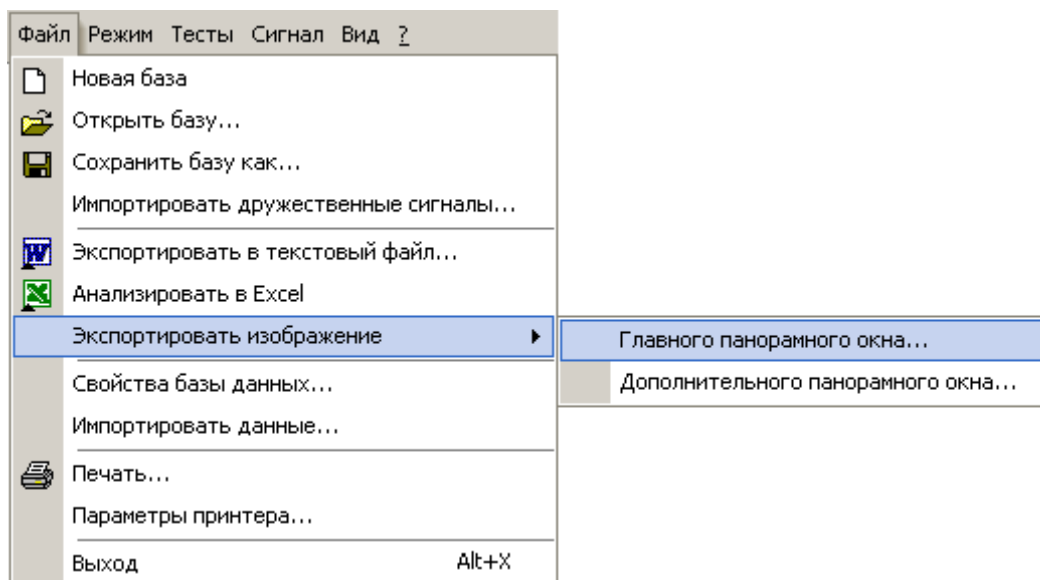 Файл Режим Тесты Сигнал Вид ?
Новая база
Открыть базу...
Сохранить базу как...
Импортировать дружественные сигналы...
Экспортировать в текстовый файл...
Анализировать в Excel
Экспортировать изображение
Главного панорамного окна...
Дополнительного панорамного окна...
Свойства базы данных...
Импортировать данные...
Печать...
Параметры принтера...
Выход Alt+X